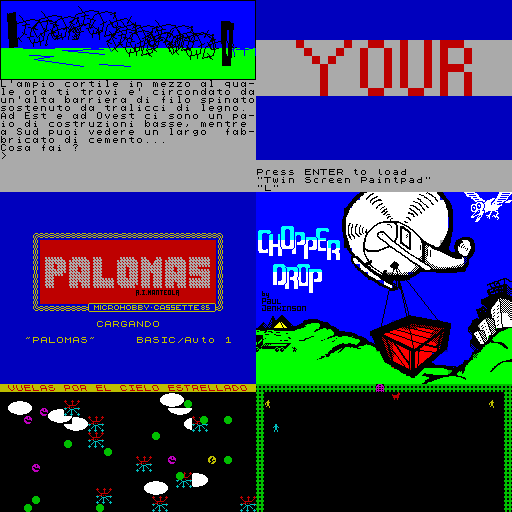 L'ampio cortile in mezzo al qua-
le ora ti trovi e' circondato da
un'alta barriera di filo spinato
sostenuto da tralicci di legno.
Ad Est e ad Ovest ci sono un pa-
io di costruzioni basse, mentre
a Sud puoi vedere un largo  fab-
bricato di cemento...
Cosa fai ?
>
YOUR
Press ENTER to load
"Twin Screen Paintpad"
"L"
PALOMAS
MICROHOBBY-CASSETTE 35
CARGANDO
"PALOMAS"     BASIC/Auto 1
CHOPPER
DROP
by
VUELAS POR EL CIELO ESTRELLADO